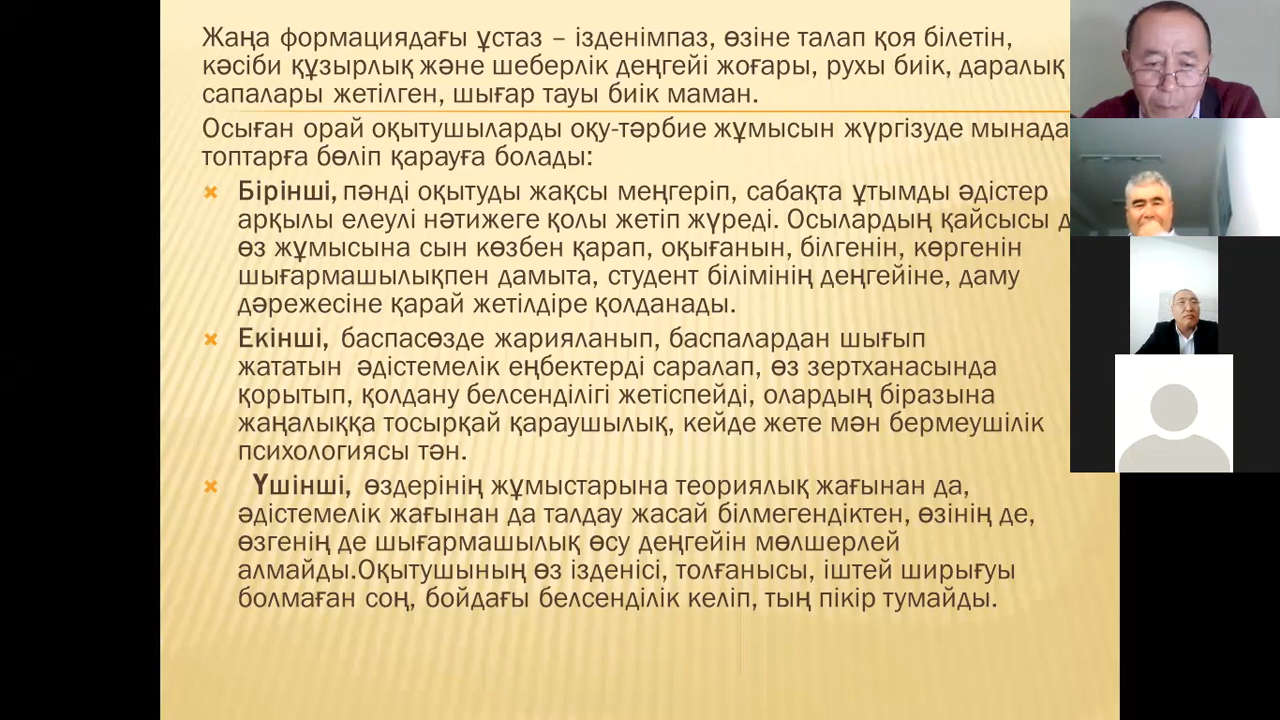 Жаңа формациядағы ұстаз – ізденімпаз, өзіне талап қоя білетін,
кәсіби құзырлық және шеберлік деңгейі жоғары, рухы биік, даралық
сапалары жетілген, шығар тауы биік маман.
Осыған орай оқытушыларды оқу-тәрбие жұмысын жүргізуде мынада
топтарға бөліп қарауға болады:
Бірінші, пәнді оқытуды жақсы меңгеріп, сабақта ұтымды әдістер
арқылы елеулі нәтижеге қолы жетіп жүреді. Осылардың қайсысы д
өз жұмысына сын көзбен қарап, оқығанын, білгенін, көргенін
шығармашылықпен дамыта, студент білімінің деңгейіне, даму
дәрежесіне қарай жетілдіре қолданады.
Екінші, баспасөзде жарияланып, баспалардан шығып
жататын әдістемелік еңбектерді саралап, өз зертханасында
қорытып, қолдану белсенділігі жетіспейді, олардың біразына
жаңалыққа тосырқай қараушылық, кейде жете мән бермеушілік
психологиясы тән.
Үшінші, өздерінің жұмыстарына теориялық жағынан да,
әдістемелік жағынан да талдау жасай білмегендіктен, өзінің де,
өзгенің де шығармашылық өсу деңгейін мөлшерлей
алмайды.Оқытушының өз ізденісі, толғанысы, іштей ширығуы
болмаған соң, бойдағы белсенділік келіп, тың пікір тумайды.